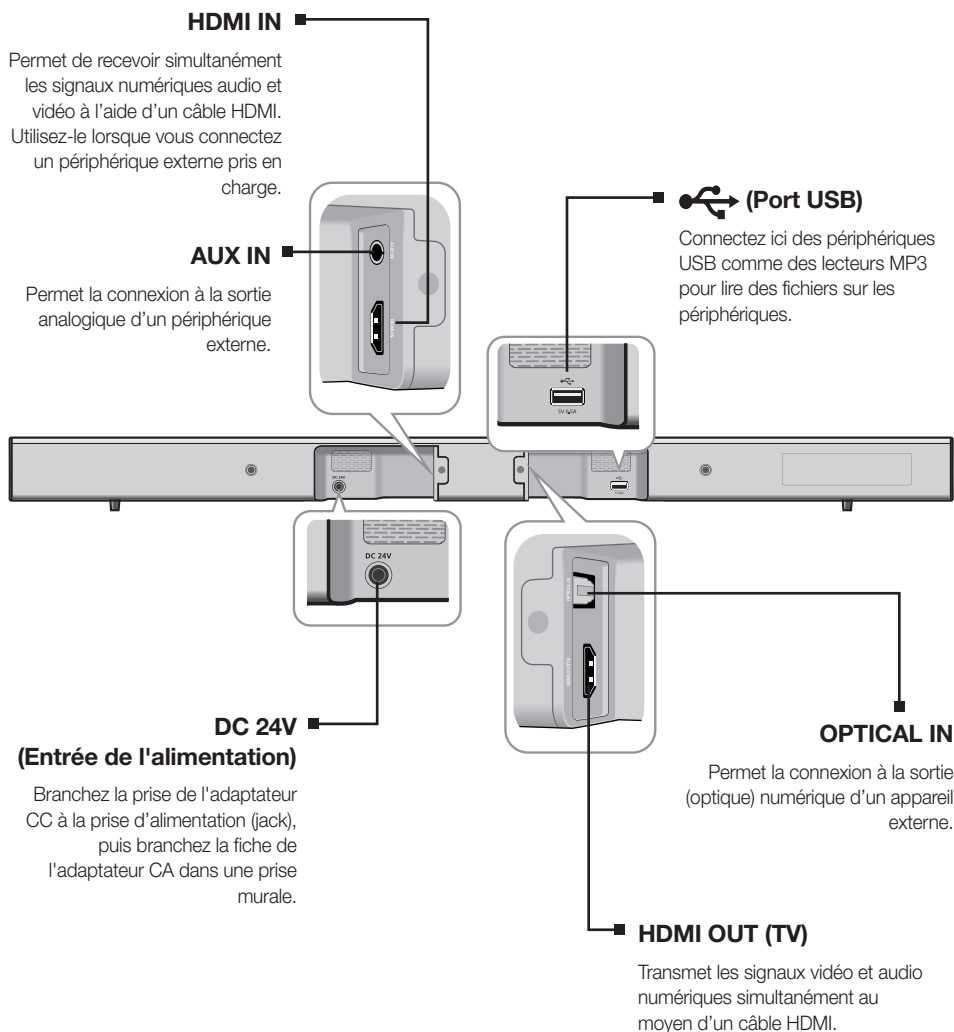 HDMI IN
Permet de recevoir simultanément
les signaux numériques audio et
vidéo à l’aide d’un câble HDMI.
Utilisez-le lorsque vous connectez
un périphérique externe pris en
charge.
AUX IN
Permet la connexion à la sortie
analogique d’un périphérique
externe.
(Port USB)
Connectez ici des périphériques
USB comme des lecteurs MP3
pour lire des fichiers sur les
périphériques.
5V 0.5A
DC 24V
DC 24V
DC 24V
(Entrée de l'alimentation)
Branchez la prise de l'adaptateur
CC à la prise d’alimentation (jack),
puis branchez la fiche de
l'adaptateur CA dans une prise
murale.
OPTICAL IN
Permet la connexion à la sortie
(optique) numérique d’un appareil
externe.
HDMI OUT (TV)
Transmet les signaux vidéo et audio
numériques simultanément au
moyen d’un câble HDMI.